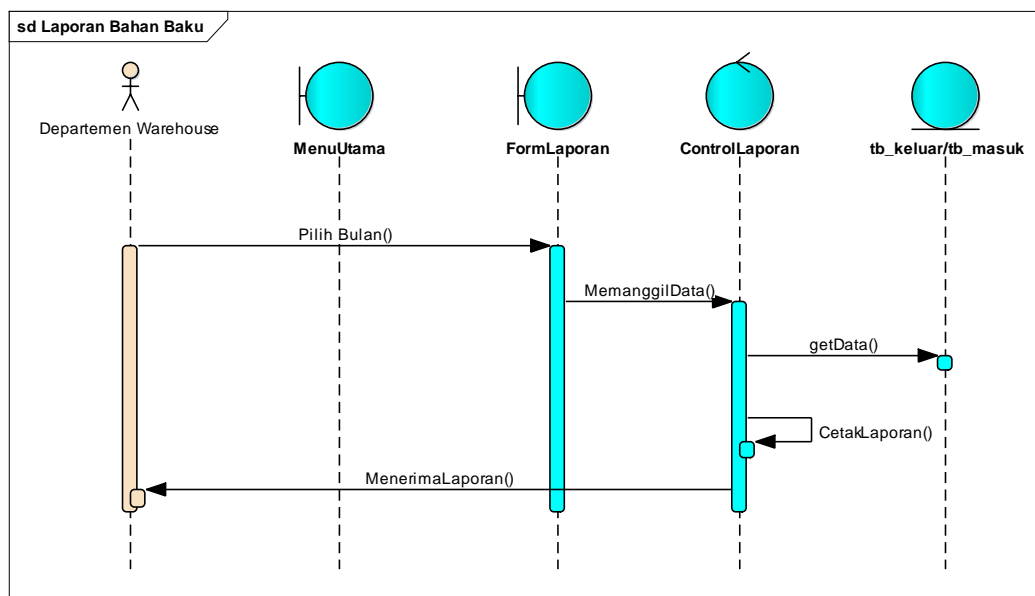 sd Laporan Bahan Baku
Departemen Warehouse
MenuUtama
FormLaporan
ControlLaporan
tb_keluar/tb_masuk
Pilih Bulan()
MemanggilData()
getData()
CetakLaporan()
MenerimaLaporan()